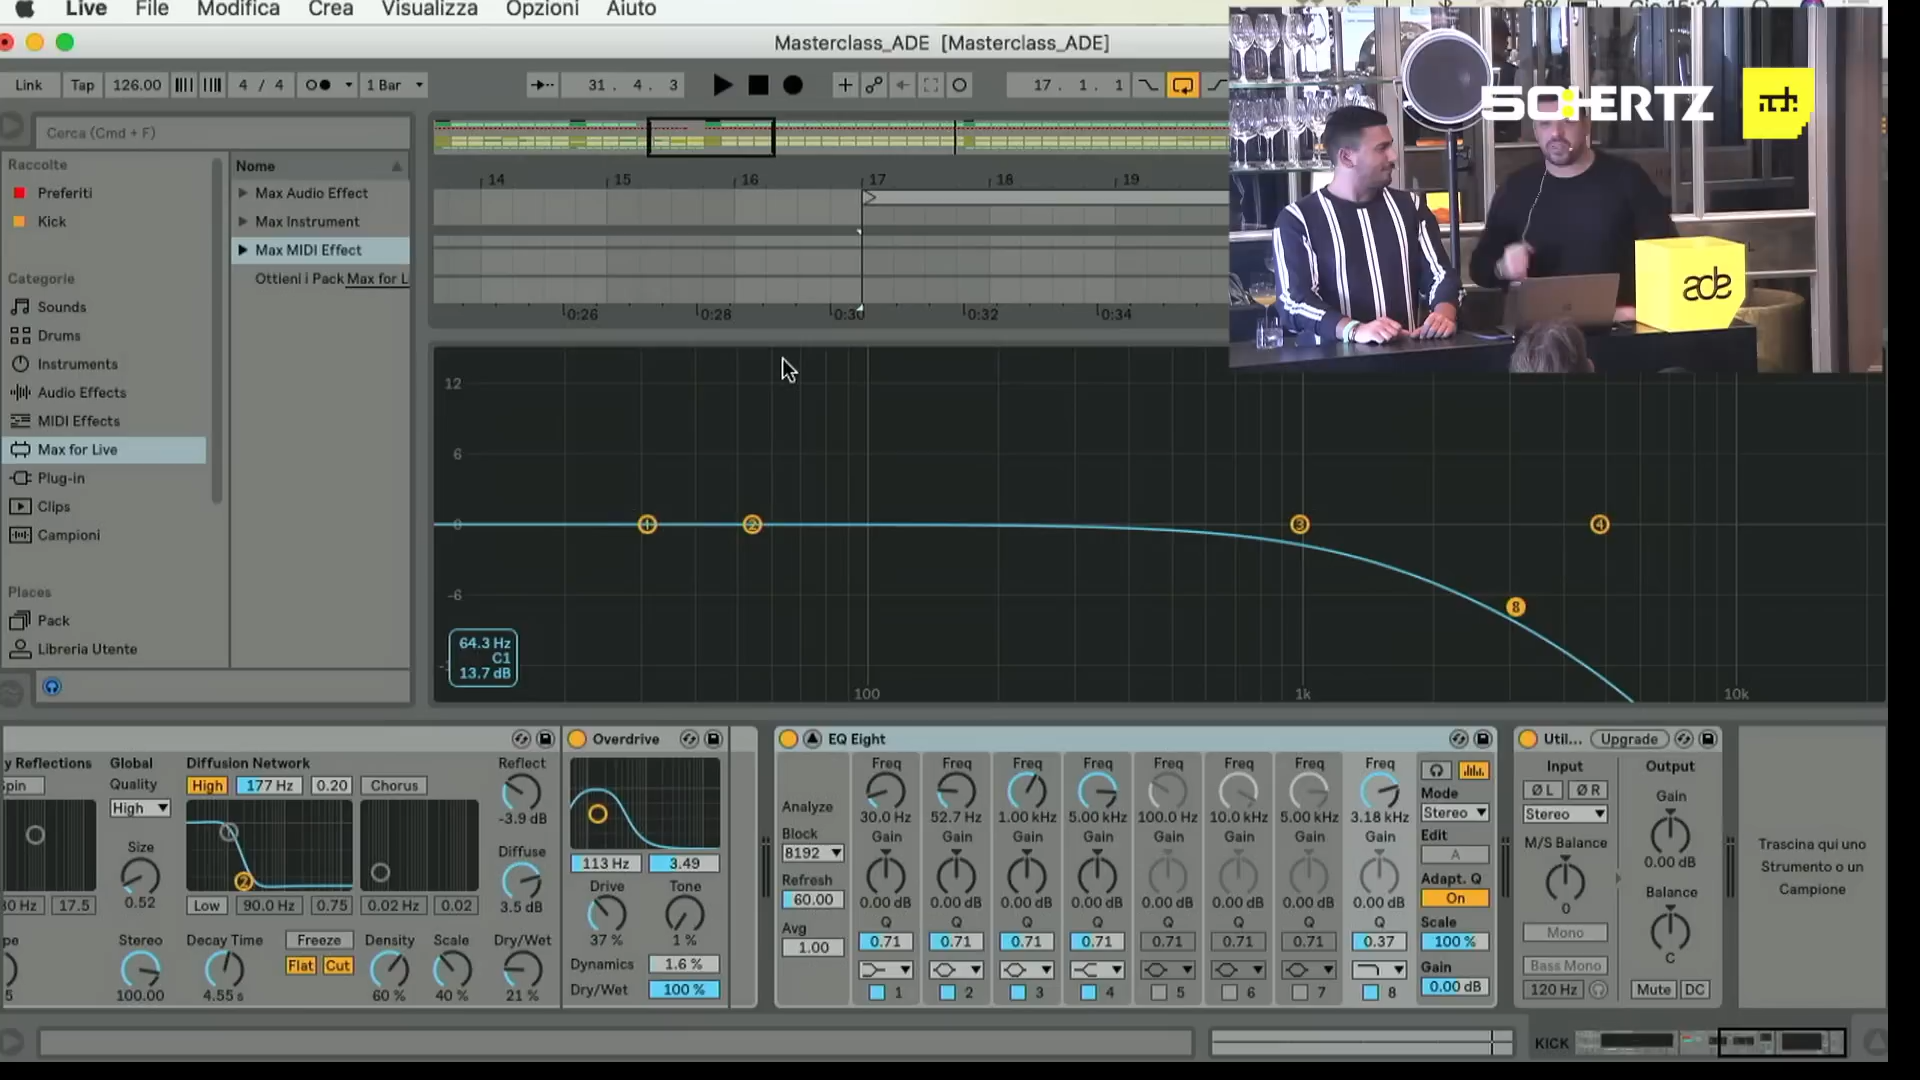 Live File Modifica Crea Visualizza Opzioni Aiuto
Masterclass_ADE [Masterclass_ADE]
Link Tap 126.00 4 / 4 1 Bar 31. 4. 3 17. 1. 1
50:HERTZ
ade
Cerca (Cmd + F)
Raccolte
Preferiti
Kick
Categorie
Sounds
Drums
Instruments
Audio Effects
MIDI Effects
Max for Live
Plug-in
Clips
Campioni
Places
Pack
Libreria Utente
Nome
Max Audio Effect
Max Instrument
Max MIDI Effect
Ottieni i Pack Max for L
14 15 16 17 18 19
0:26 0:28 0:30 0:32 0:34
12
6
0
-6
1 2 3 4
8
64.3 Hz
C1
13.7 dB
100 1k 10k
y Reflections
Spin
17.5
Global
Quality
High
Size
0.52
Stereo
100.00
Diffusion Network
High 177 Hz 0.20 Chorus
2
Low 90.0 Hz 0.75 0.02 Hz 0.02
Decay Time
4.55 s
Freeze
Flat Cut
Density
60 %
Scale
40 %
Reflect
-3.9 dB
Diffuse
3.5 dB
Dry/Wet
21 %
Overdrive
113 Hz 3.49
Drive Tone
37 % 1 %
Dynamics 1.6 %
Dry/Wet 100 %
EQ Eight
Analyze
Block
8192
Refresh
60.00
Avg
1.00
Freq Freq Freq Freq Freq Freq Freq Freq
30.0 Hz 52.7 Hz 1.00 kHz 5.00 kHz 100.0 Hz 10.0 kHz 5.00 kHz 3.18 kHz
Gain Gain Gain Gain Gain Gain Gain Gain
0.00 dB 0.00 dB 0.00 dB 0.00 dB 0.00 dB 0.00 dB 0.00 dB 0.00 dB
Q Q Q Q Q Q Q Q
0.71 0.71 0.71 0.71 0.71 0.71 0.71 0.37
1 2 3 4 5 6 7 8
Mode
Stereo
Edit
A
Adapt. Q
On
Scale
100 %
Gain
0.00 dB
Util... Upgrade
Input
Ø L Ø R
Stereo
M/S Balance
0
Mono
Bass Mono
120 Hz
Output
Gain
0.00 dB
Balance
C
Mute DC
Trascina qui uno
Strumento o un
Campione
KICK